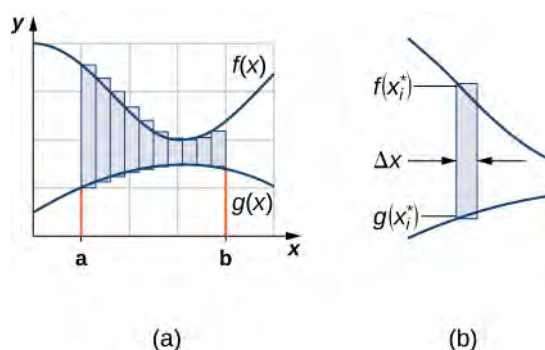 y
f(x)
g(x)
x
a
b
(a)
f(x*i)
Δx
g(x*i)
(b)